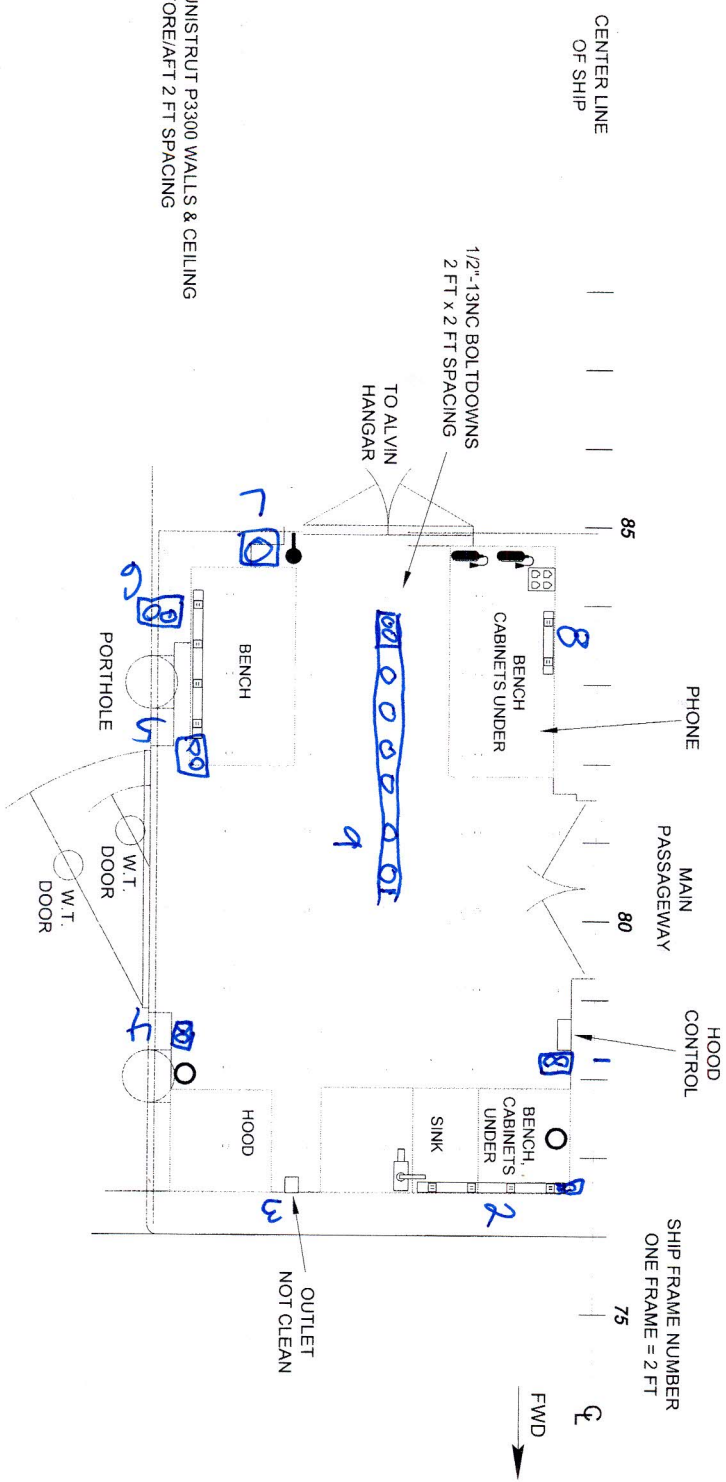 CENTER LINE
OF SHIP
85
80
75
SHIP FRAME NUMBER
ONE FRAME = 2 FT
FWD
PHONE
MAIN
PASSAGEWAY
HOOD
CONTROL
1/2"-13NC BOLTDOWNS
2 FT x 2 FT SPACING
TO ALVIN
HANGAR
BENCH
CABINETS UNDER
8
1
BENCH,
CABINETS
UNDER
SINK
2
9
7
BENCH
6
PORTHOLE
5
W.T.
DOOR
W.T.
DOOR
4
HOOD
3
OUTLET
NOT CLEAN
NISTRUT P3300 WALLS & CEILING
ORE/AFT 2 FT SPACING